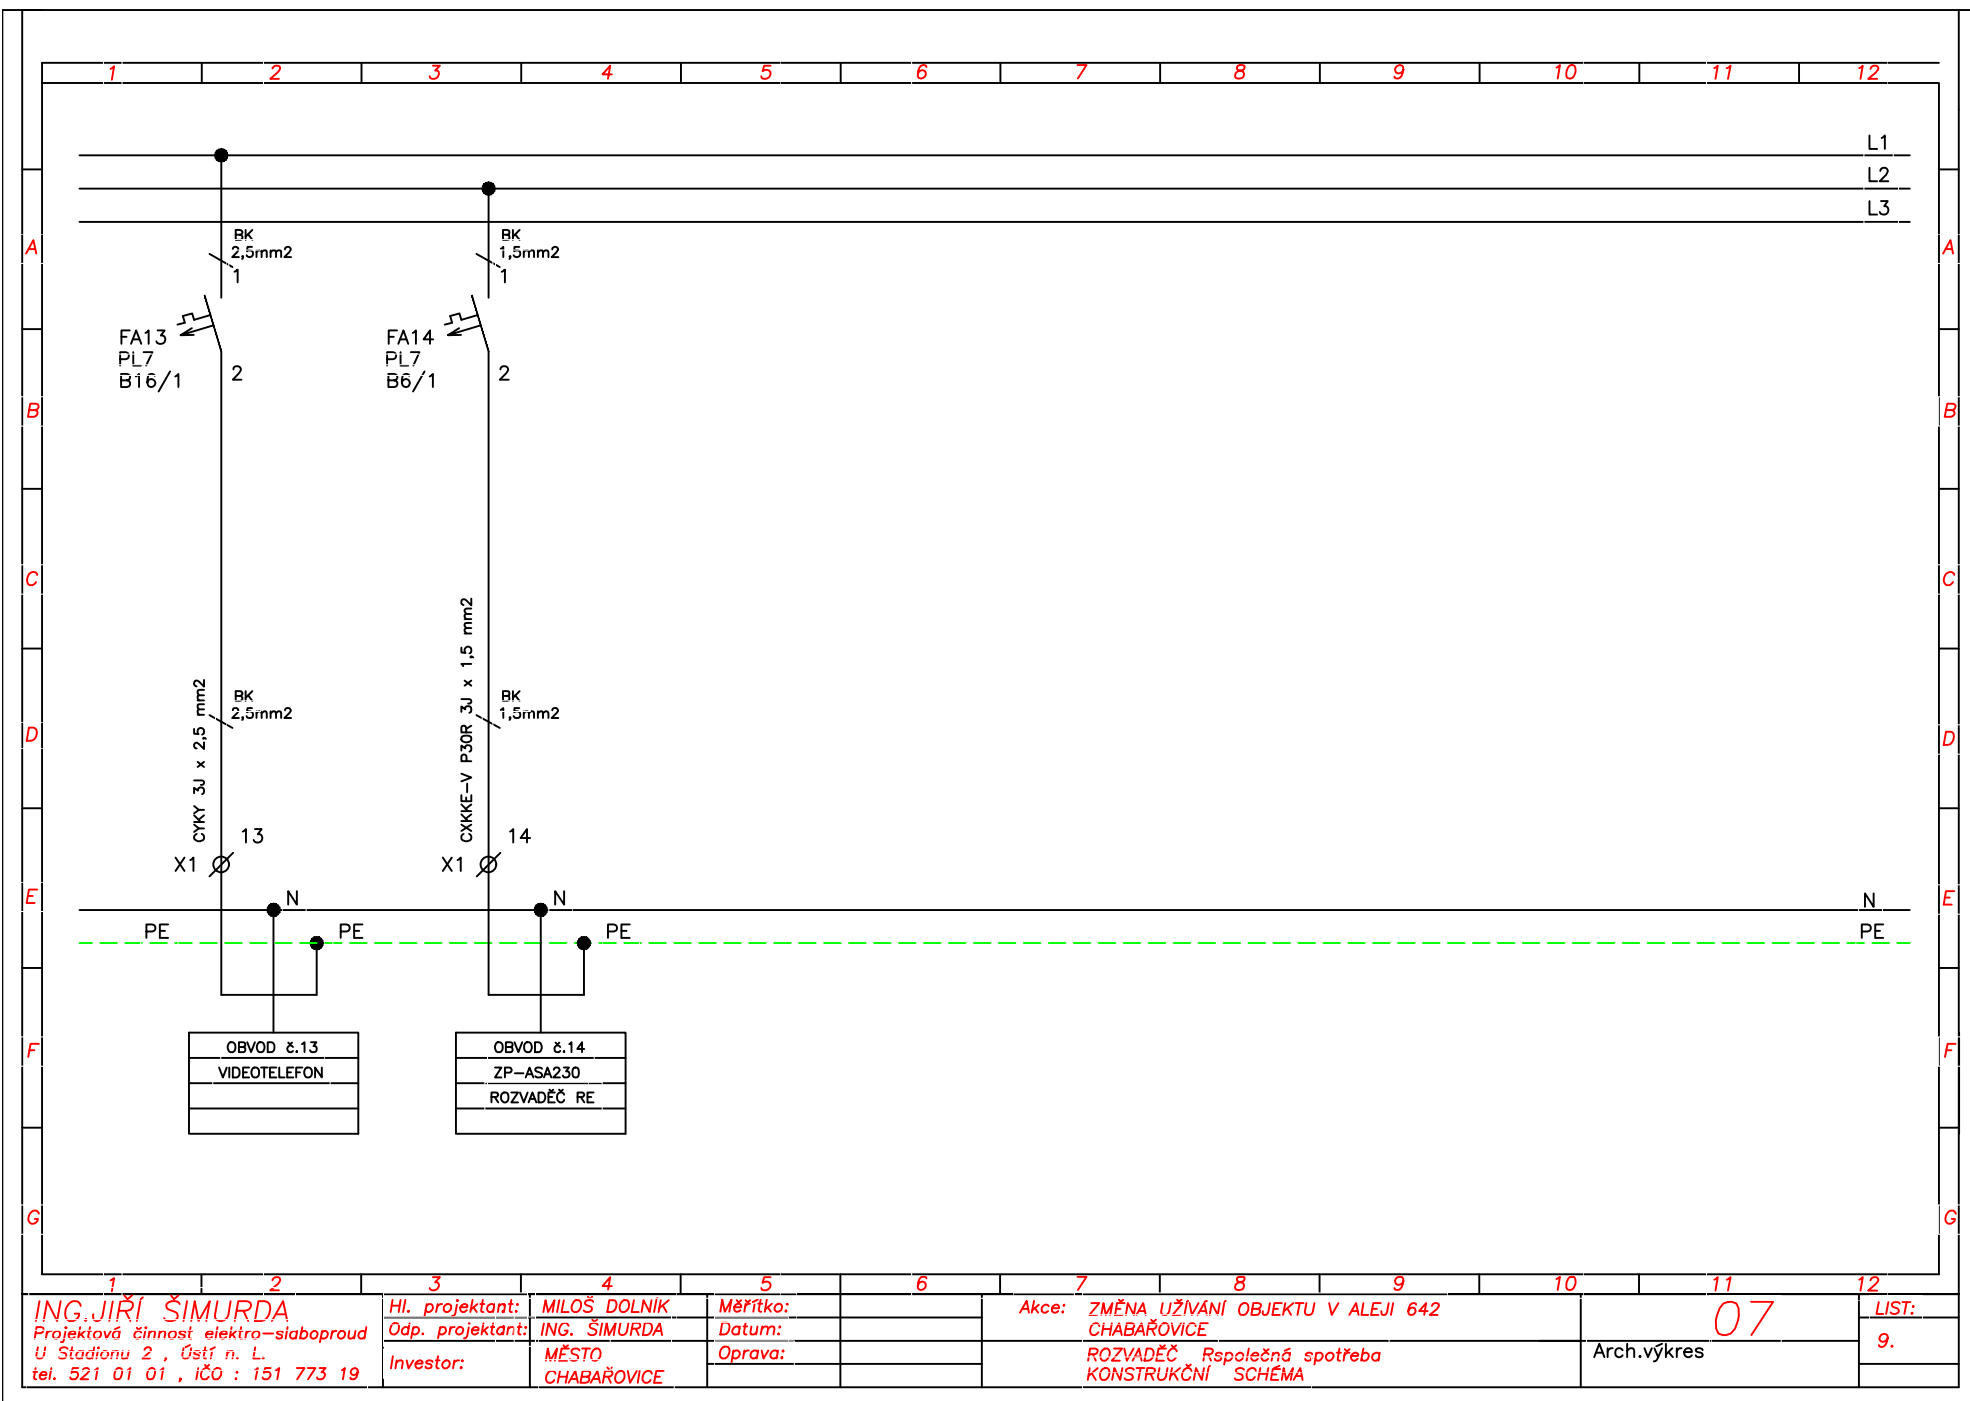 1 2 3 4 5 6 7 8 9 10 11 12
L1
L2
L3
A
BK
2,5mm2
1
BK
1,5mm2
1
A
FA13
PL7
B16/1
2
FA14
PL7
B6/1
2
B
B
C
C
CYKY 3J x 2,5 mm2
BK
2,5mm2
CXKKE-V P30R 3J x 1,5 mm2
BK
1,5mm2
D
D
13
X1
14
X1
E
N
N
N
E
PE
PE
PE
PE
F
OBVOD č.13
VIDEOTELEFON
OBVOD č.14
ZP-ASA230
ROZVADĚČ RE
F
G
G
1 2 3 4 5 6 7 8 9 10 11 12
ING.JIŘÍ ŠIMURDA
Projektová činnost elektro-slaboproud
U Stadionu 2 , Ústí n. L.
tel. 521 01 01 , IČO : 151 773 19
Hl. projektant: MILOŠ DOLNÍK
Odp. projektant: ING. ŠIMURDA
Investor: MĚSTO
CHABAŘOVICE
Měřítko:
Datum:
Oprava:
Akce: ZMĚNA UŽÍVÁNÍ OBJEKTU V ALEJI 642
CHABAŘOVICE
ROZVADĚČ Rspolečná spotřeba
KONSTRUKČNÍ SCHÉMA
07
Arch.výkres
LIST:
9.